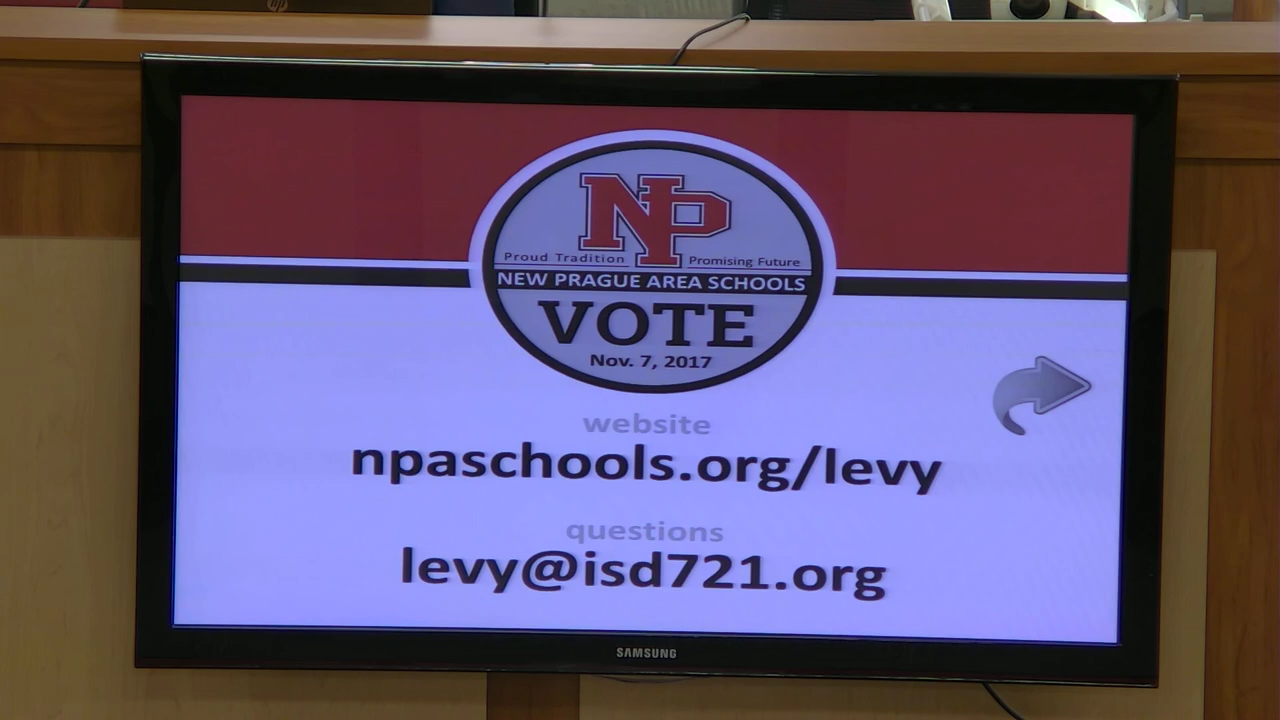 hp
NP
Proud Tradition Promising Future
NEW PRAGUE AREA SCHOOLS
VOTE
Nov. 7, 2017
website
npaschools.org/levy
questions
levy@isd721.org
SAMSUNG